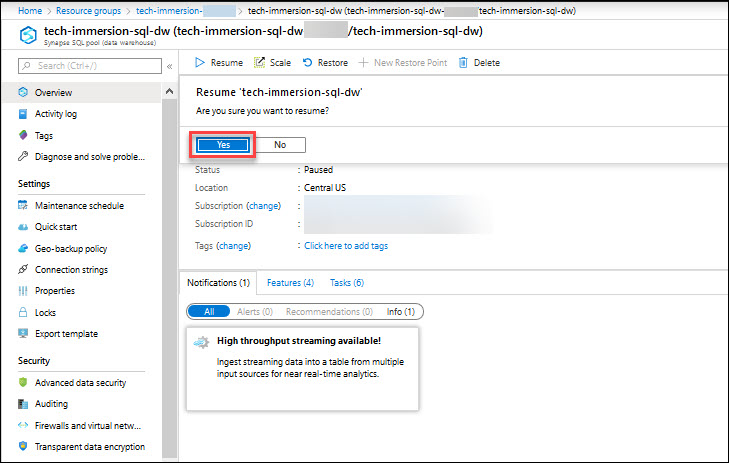 Home > Resource groups > tech-immersion- > tech-immersion-sql-dw (tech-immersion-sql-dw- /tech-immersion-sql-dw)
tech-immersion-sql-dw (tech-immersion-sql-dw /tech-immersion-sql-dw)
Synapse SQL pool (data warehouse)
Search (Ctrl+/)
«
Resume
Scale
Restore
New Restore Point
Delete
Overview
Activity log
Tags
Diagnose and solve proble...
Settings
Maintenance schedule
Quick start
Geo-backup policy
Connection strings
Properties
Locks
Export template
Security
Advanced data security
Auditing
Firewalls and virtual netw...
Transparent data encryption
Resume 'tech-immersion-sql-dw'
Are you sure you want to resume?
Yes
No
Status : Paused
Location : Central US
Subscription (change) :
Subscription ID :
Tags (change) : Click here to add tags
Notifications (1)
Features (4)
Tasks (6)
All
Alerts (0)
Recommendations (0)
Info (1)
High throughput streaming available!
Ingest streaming data into a table from multiple
input sources for near real-time analytics.